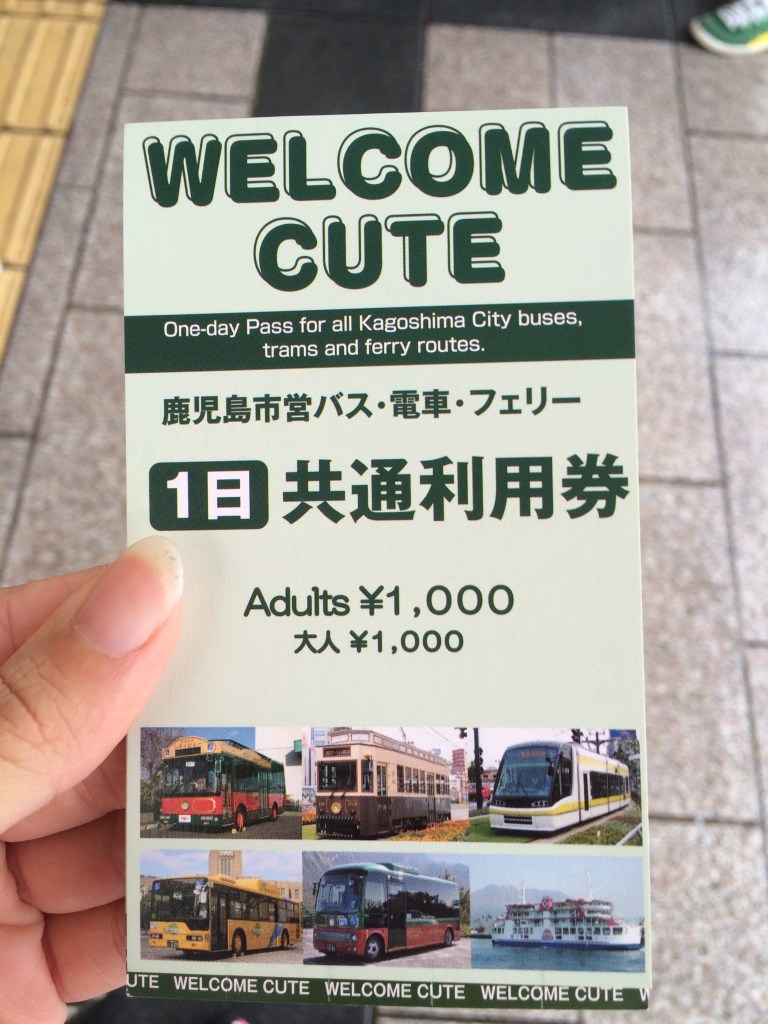 WELCOME
CUTE
One-day Pass for all Kagoshima City buses,
trams and ferry routes.
鹿児島市営バス・電車・フェリー
1日 共通利用券
Adults ¥1,000
大人 ¥1,000
UTE WELCOME CUTE WELCOME CUTE WELCOME CUTE W